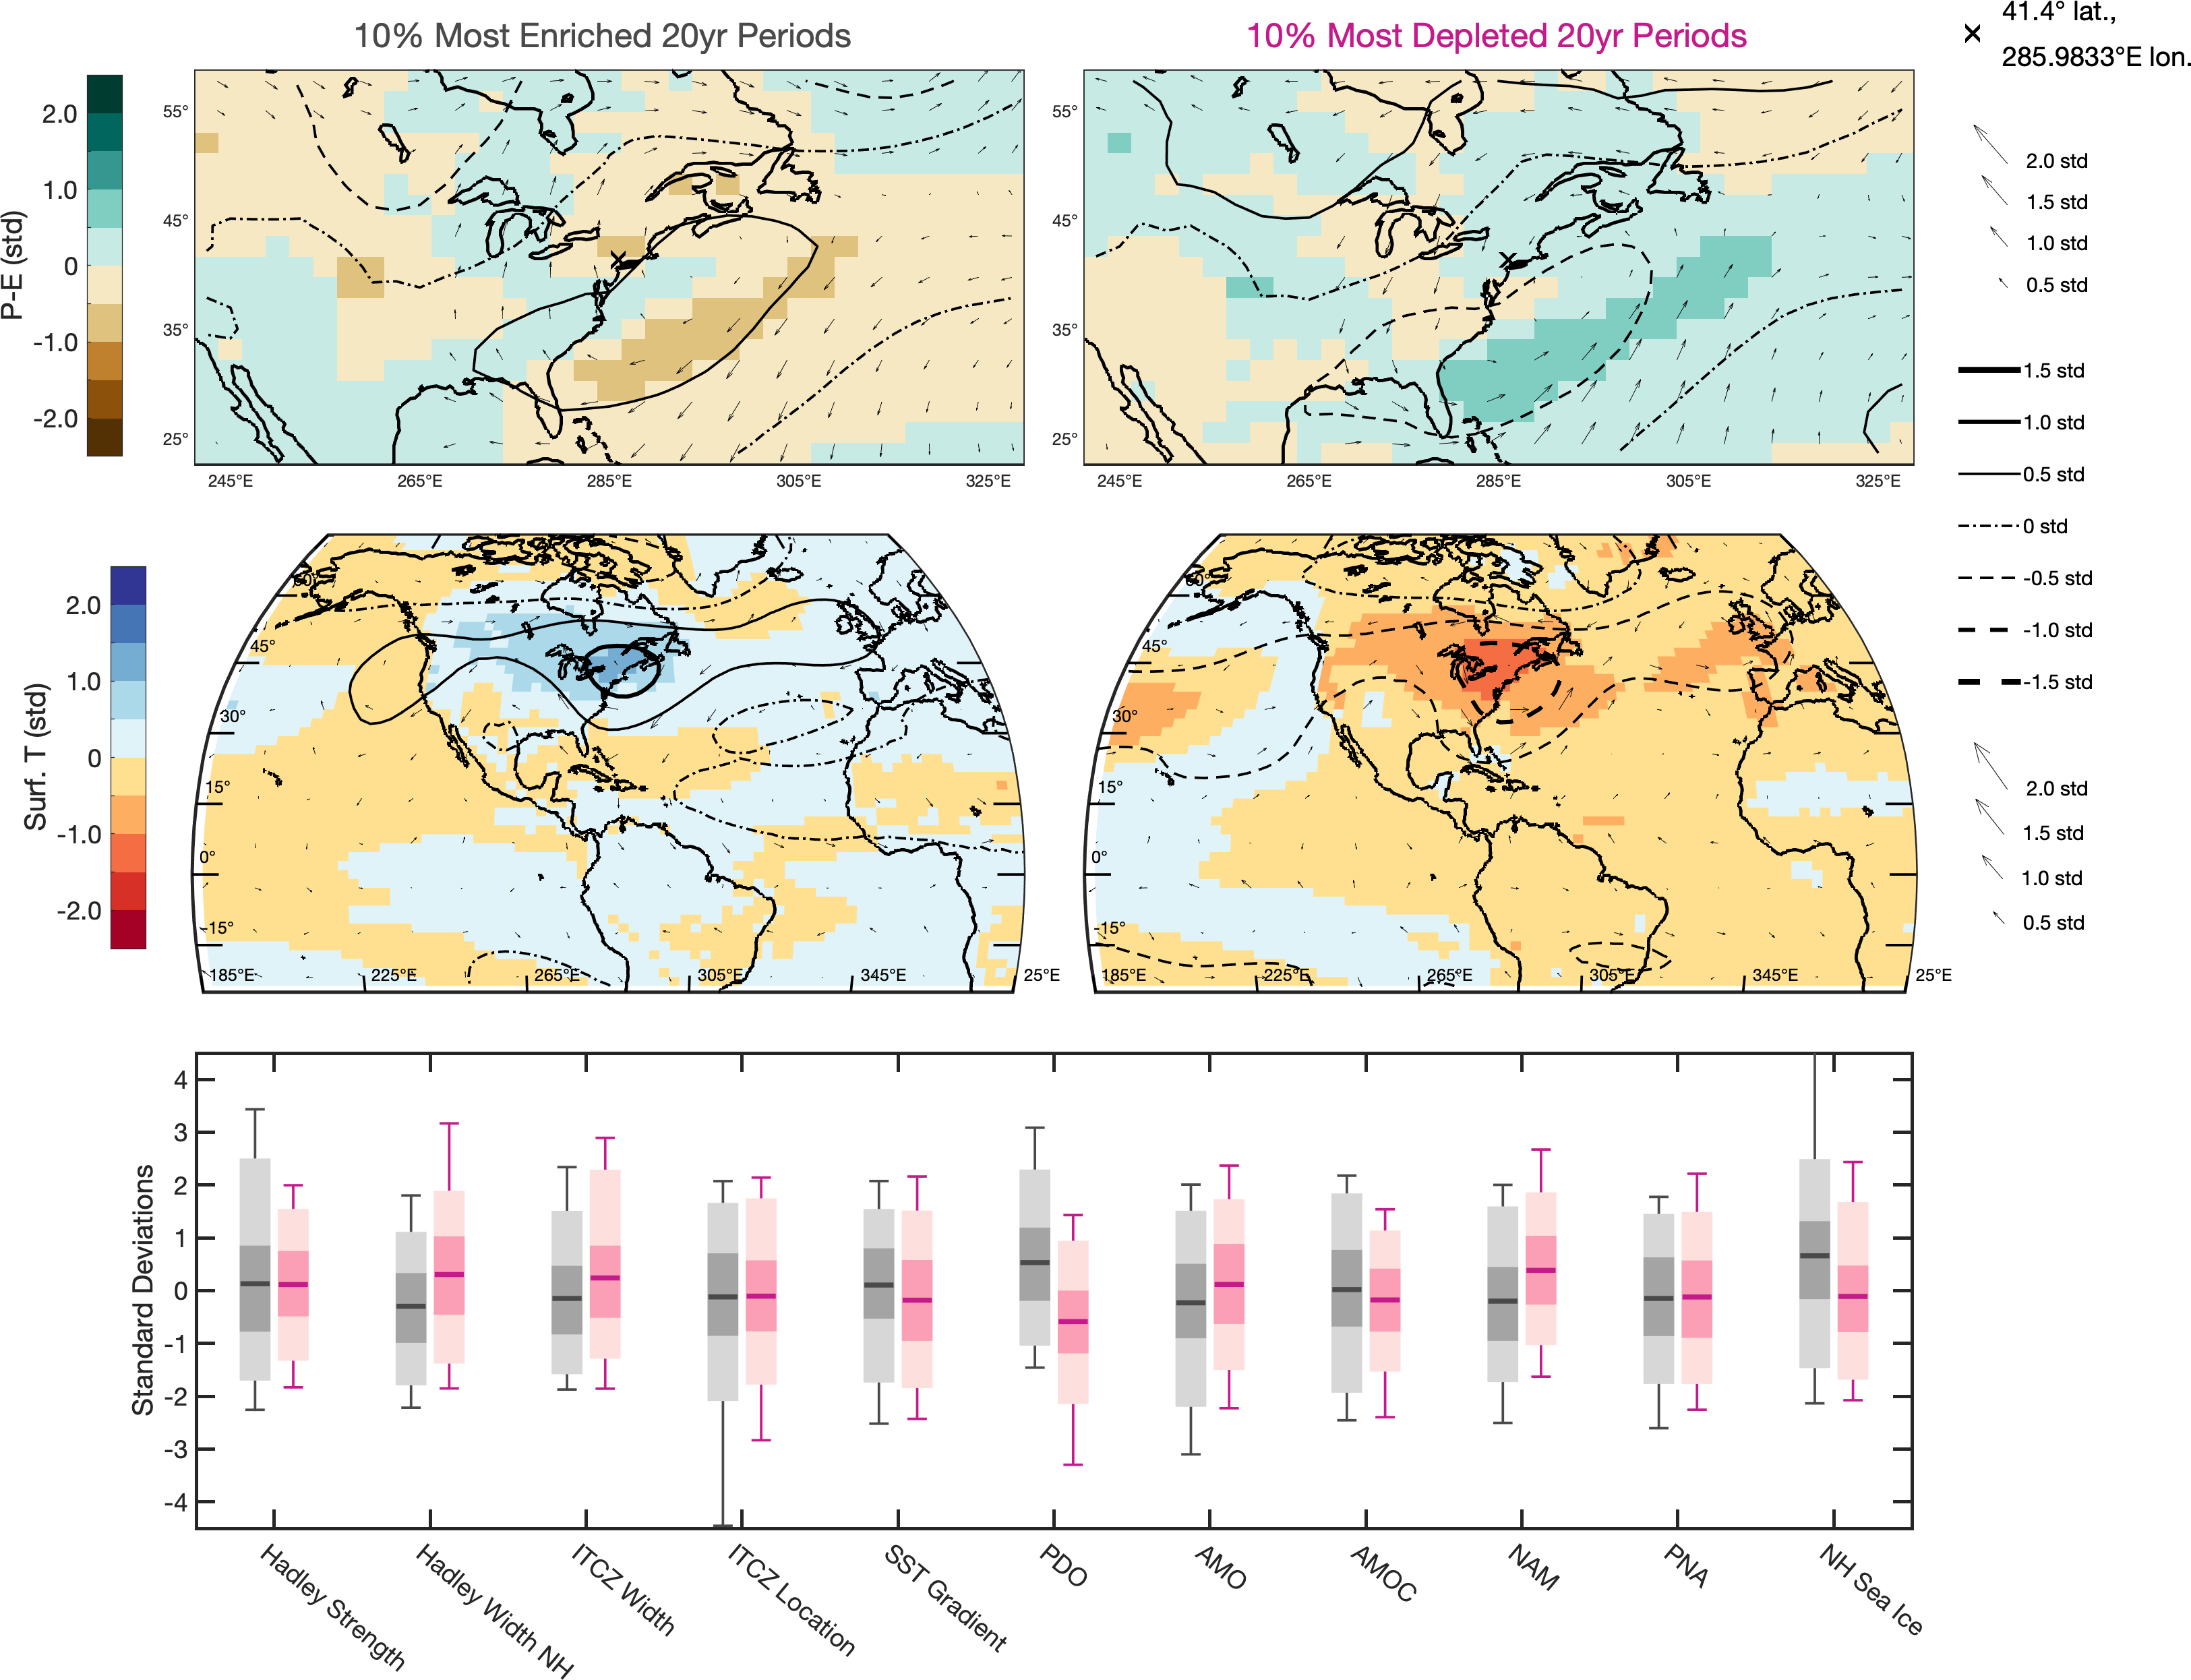 10% Most Enriched 20yr Periods
10% Most Depleted 20yr Periods
41.4° lat.,
285.9833°E lon.
P-E (std)
2.0
1.0
0
-1.0
-2.0
55°
45°
35°
25°
245°E
265°E
285°E
305°E
325°E
55°
45°
35°
25°
245°E
265°E
285°E
305°E
325°E
2.0 std
1.5 std
1.0 std
0.5 std
1.5 std
1.0 std
0.5 std
0 std
-0.5 std
-1.0 std
-1.5 std
2.0 std
1.5 std
1.0 std
0.5 std
Surf. T (std)
2.0
1.0
0
-1.0
-2.0
60°
45°
30°
15°
0°
-15°
185°E
225°E
265°E
305°E
345°E
25°E
60°
45°
30°
15°
0°
-15°
185°E
225°E
265°E
305°E
345°E
25°E
Standard Deviations
4
3
2
1
0
-1
-2
-3
-4
Hadley Strength
Hadley Width NH
ITCZ Width
ITCZ Location
SST Gradient
PDO
AMO
AMOC
NAM
PNA
NH Sea Ice